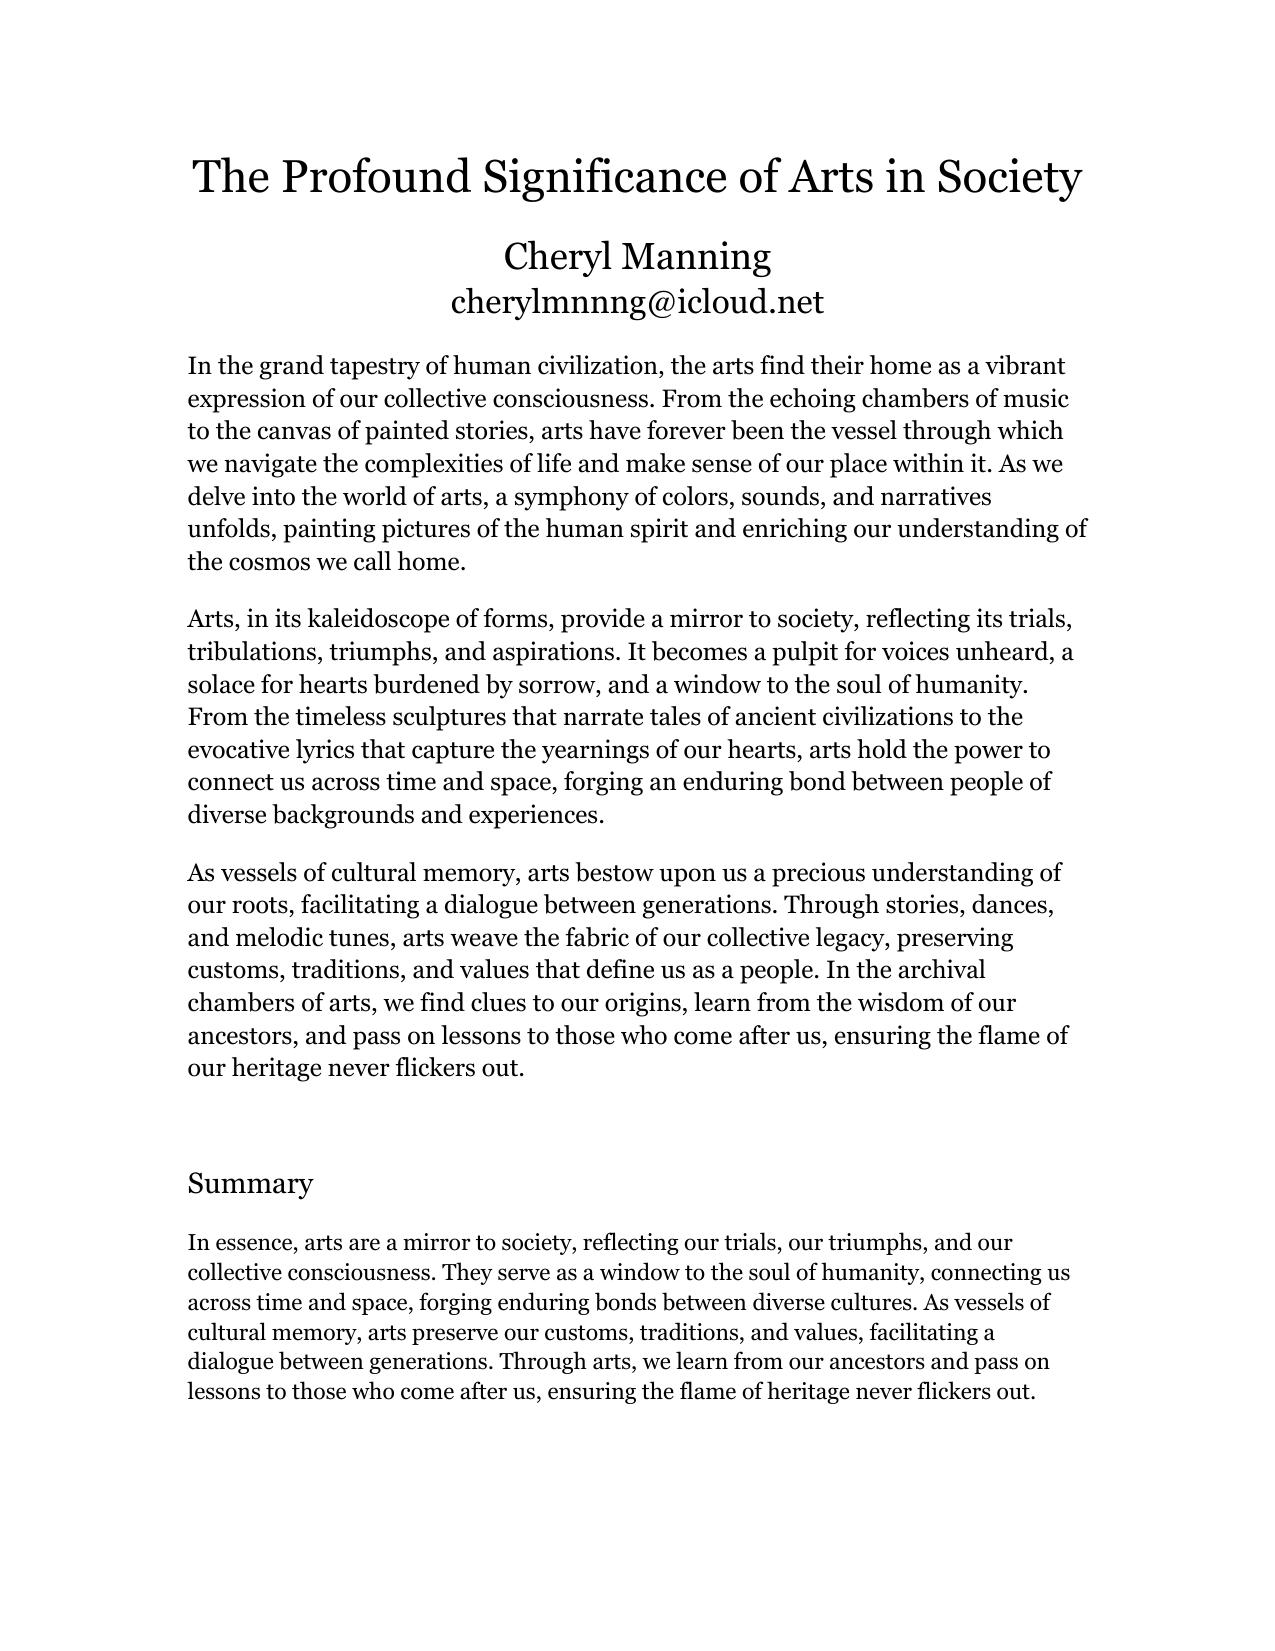 The Profound Significance of Arts in Society
Cheryl Manning
cherylmnnng@icloud.net
In the grand tapestry of human civilization, the arts find their home as a vibrant
expression of our collective consciousness. From the echoing chambers of music
to the canvas of painted stories, arts have forever been the vessel through which
we navigate the complexities of life and make sense of our place within it. As we
delve into the world of arts, a symphony of colors, sounds, and narratives
unfolds, painting pictures of the human spirit and enriching our understanding of
the cosmos we call home.
Arts, in its kaleidoscope of forms, provide a mirror to society, reflecting its trials,
tribulations, triumphs, and aspirations. It becomes a pulpit for voices unheard, a
solace for hearts burdened by sorrow, and a window to the soul of humanity.
From the timeless sculptures that narrate tales of ancient civilizations to the
evocative lyrics that capture the yearnings of our hearts, arts hold the power to
connect us across time and space, forging an enduring bond between people of
diverse backgrounds and experiences.
As vessels of cultural memory, arts bestow upon us a precious understanding of
our roots, facilitating a dialogue between generations. Through stories, dances,
and melodic tunes, arts weave the fabric of our collective legacy, preserving
customs, traditions, and values that define us as a people. In the archival
chambers of arts, we find clues to our origins, learn from the wisdom of our
ancestors, and pass on lessons to those who come after us, ensuring the flame of
our heritage never flickers out.
Summary
In essence, arts are a mirror to society, reflecting our trials, our triumphs, and our
collective consciousness. They serve as a window to the soul of humanity, connecting us
across time and space, forging enduring bonds between diverse cultures. As vessels of
cultural memory, arts preserve our customs, traditions, and values, facilitating a
dialogue between generations. Through arts, we learn from our ancestors and pass on
lessons to those who come after us, ensuring the flame of heritage never flickers out.